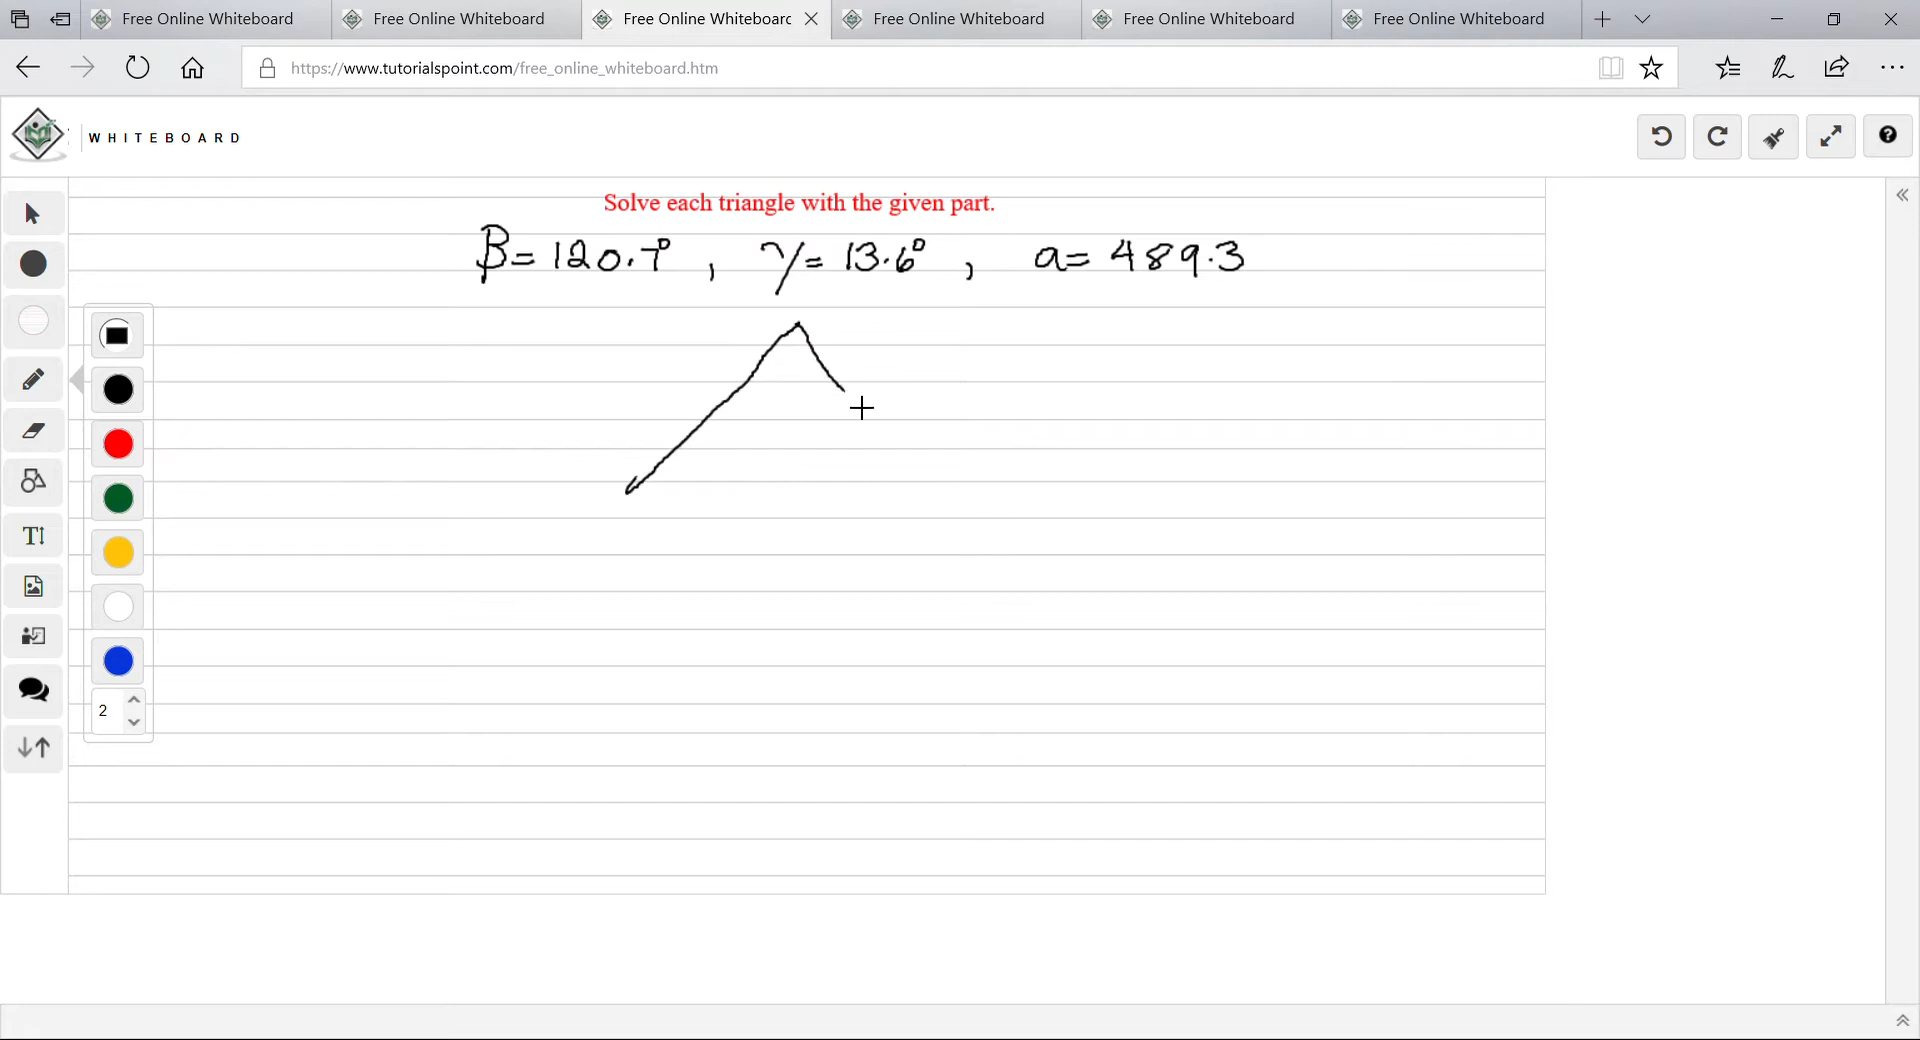 Free Online Whiteboard
Free Online Whiteboard
Free Online Whiteboard
Free Online Whiteboard
Free Online Whiteboard
Free Online Whiteboard
https://www.tutorialspoint.com/free_online_whiteboard.htm
WHITEBOARD
Solve each triangle with the given part.
β = 120.7° , γ = 13.6° , a = 489.3
T
2